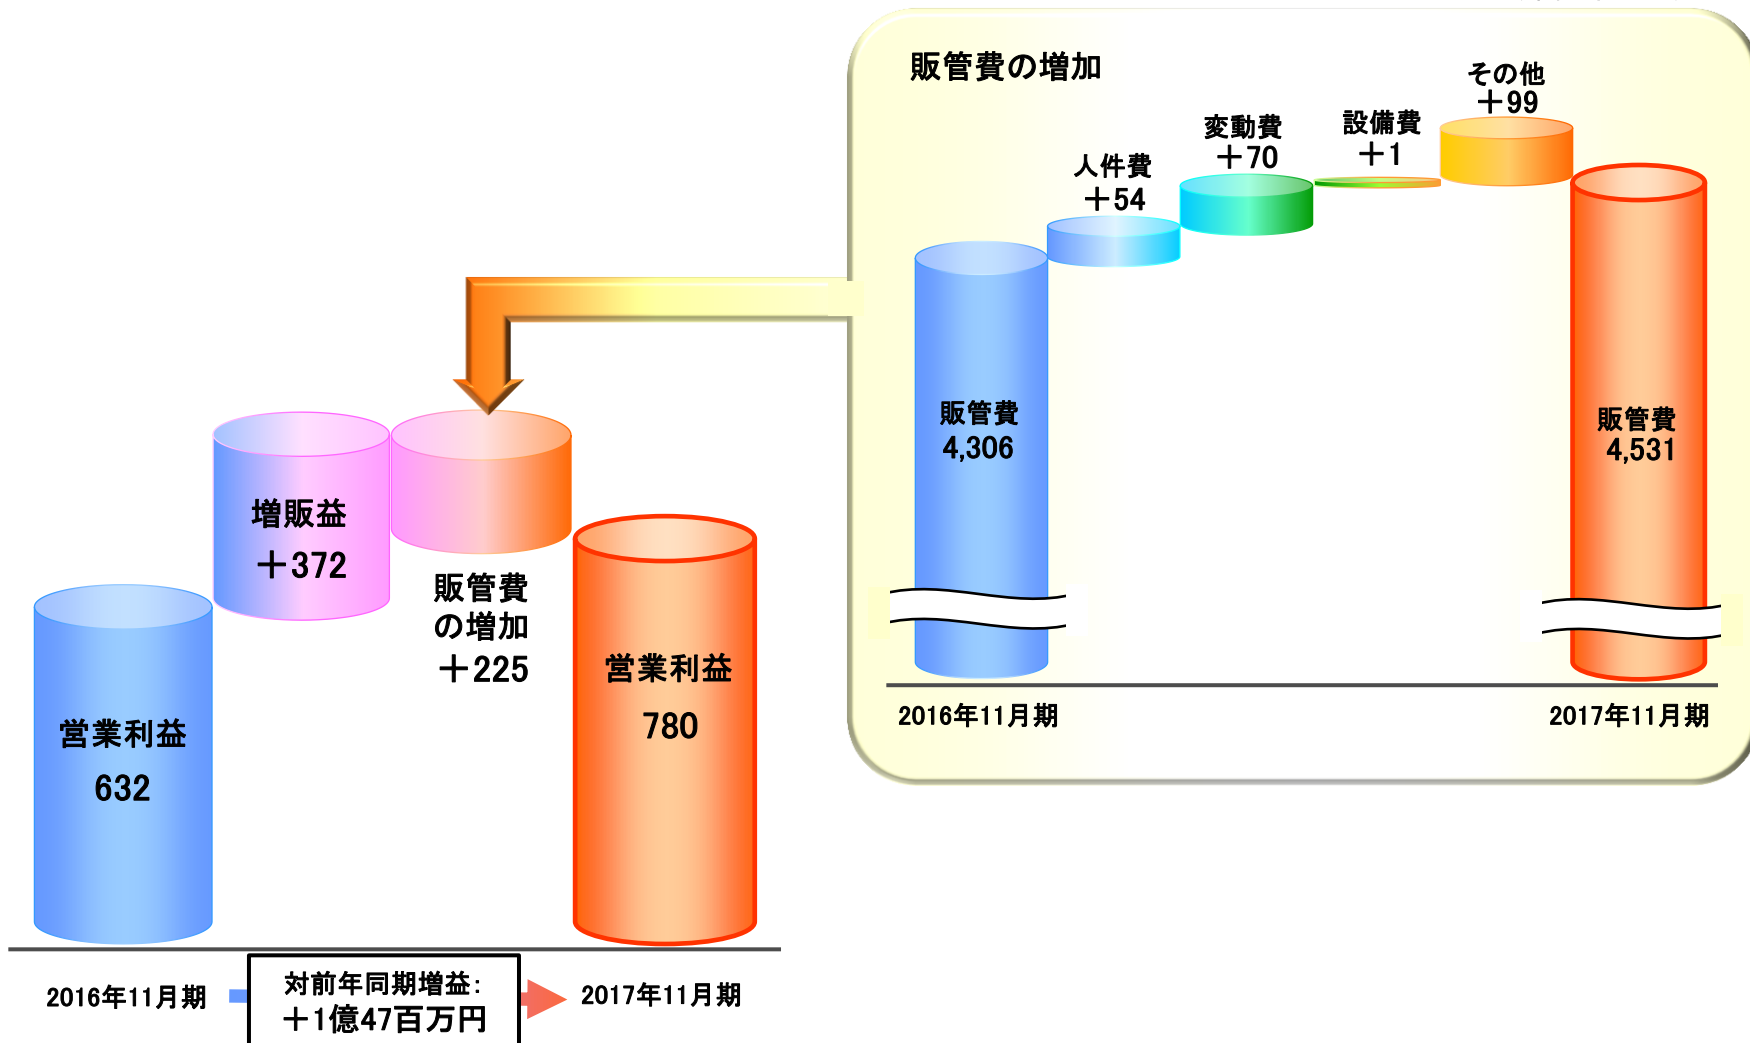 販管費の増加
その他
+99
変動費
+70
設備費
+1
人件費
+54
販管費
4,306
販管費
4,531
2016年11月期
2017年11月期
増販益
+372
販管費
の増加
+225
営業利益
632
営業利益
780
2016年11月期
対前年同期増益:
+1億47百万円
2017年11月期